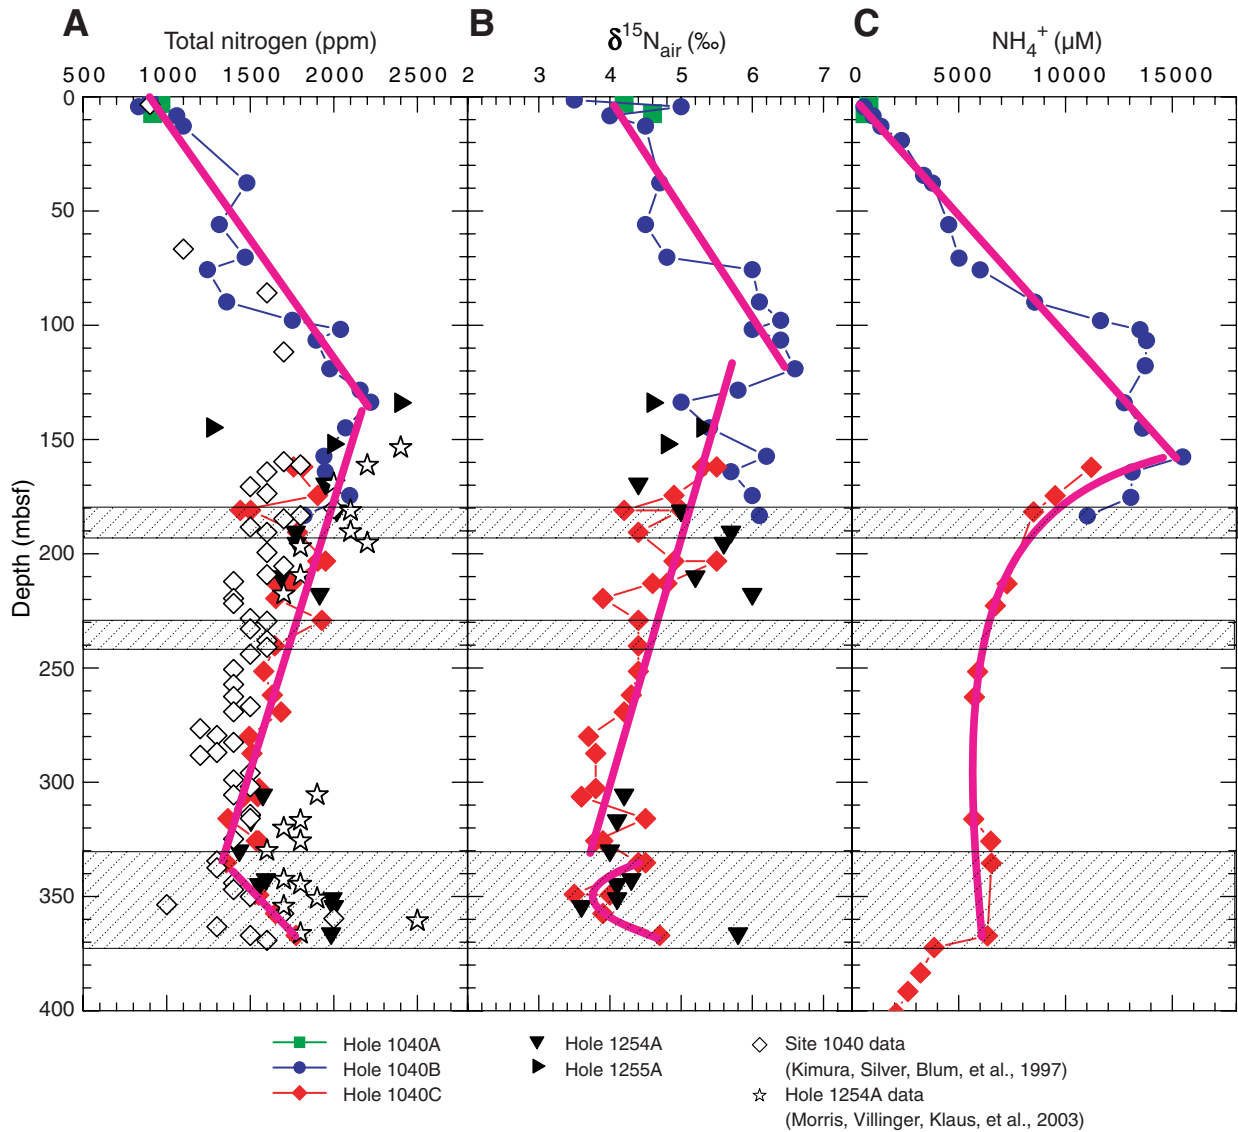 A B C
Total nitrogen (ppm) δ15Nair (‰) NH4+ (µM)
500 1000 1500 2000 2500 2 3 4 5 6 7 0 5000 10000 15000
0
50
100
150
200
250
300
350
400
Depth (mbsf)
Hole 1040A Hole 1254A Site 1040 data
Hole 1040B Hole 1255A (Kimura, Silver, Blum, et al., 1997)
Hole 1040C Hole 1254A data
(Morris, Villinger, Klaus, et al., 2003)